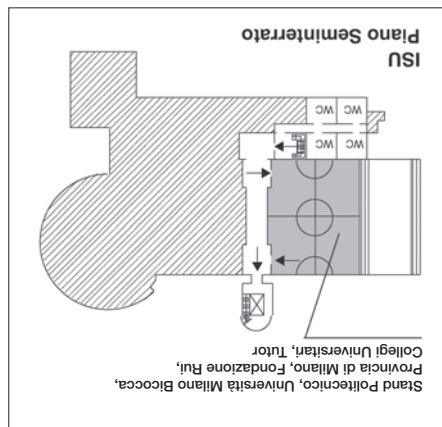 Stand Politecnico, Università Milano Bicocca,
Provincia di Milano, Fondazione Rui,
Collegi Universitari, Tutor
WC WC
WC WC
ISU
Piano Seminterrato